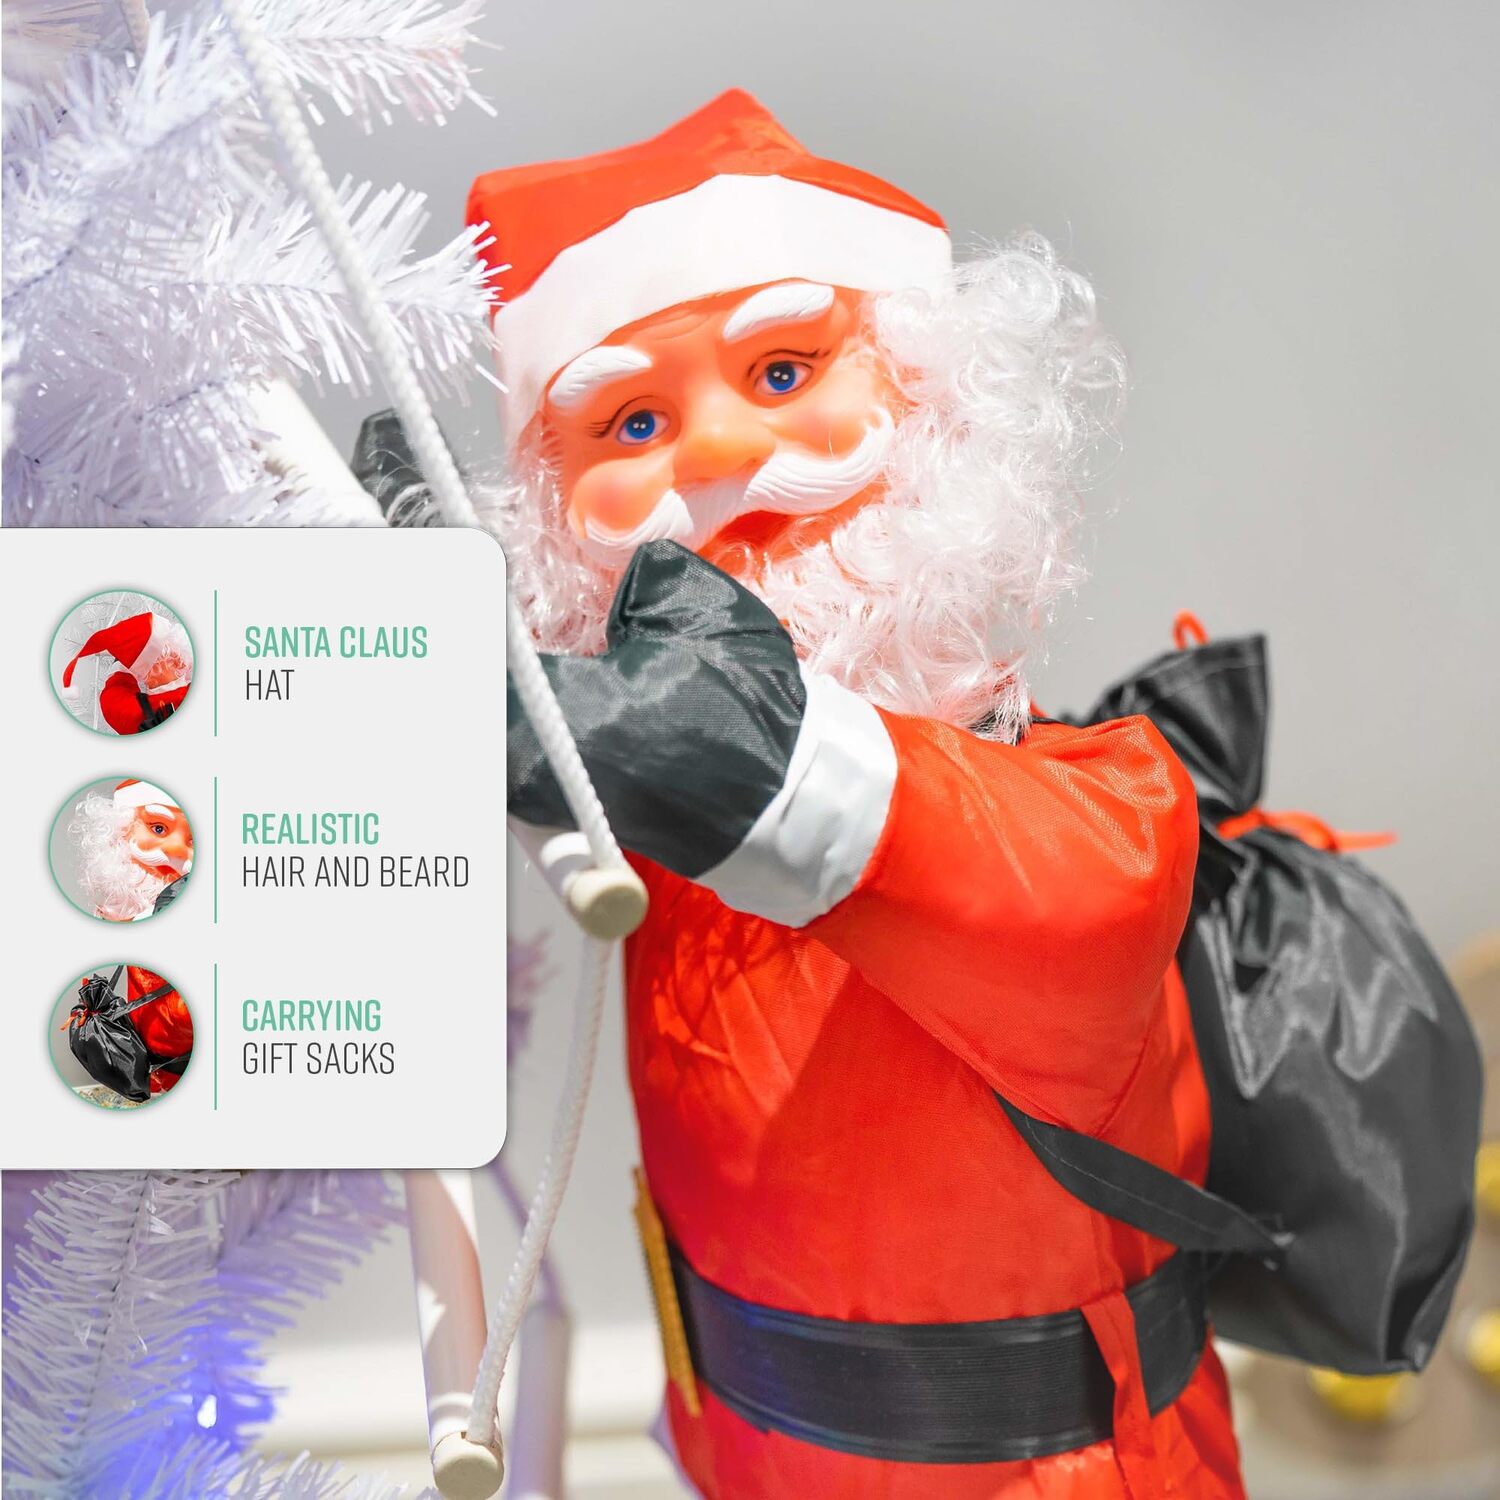 SANTA CLAUS
HAT
REALISTIC
HAIR AND BEARD
CARRYING
GIFT SACKS